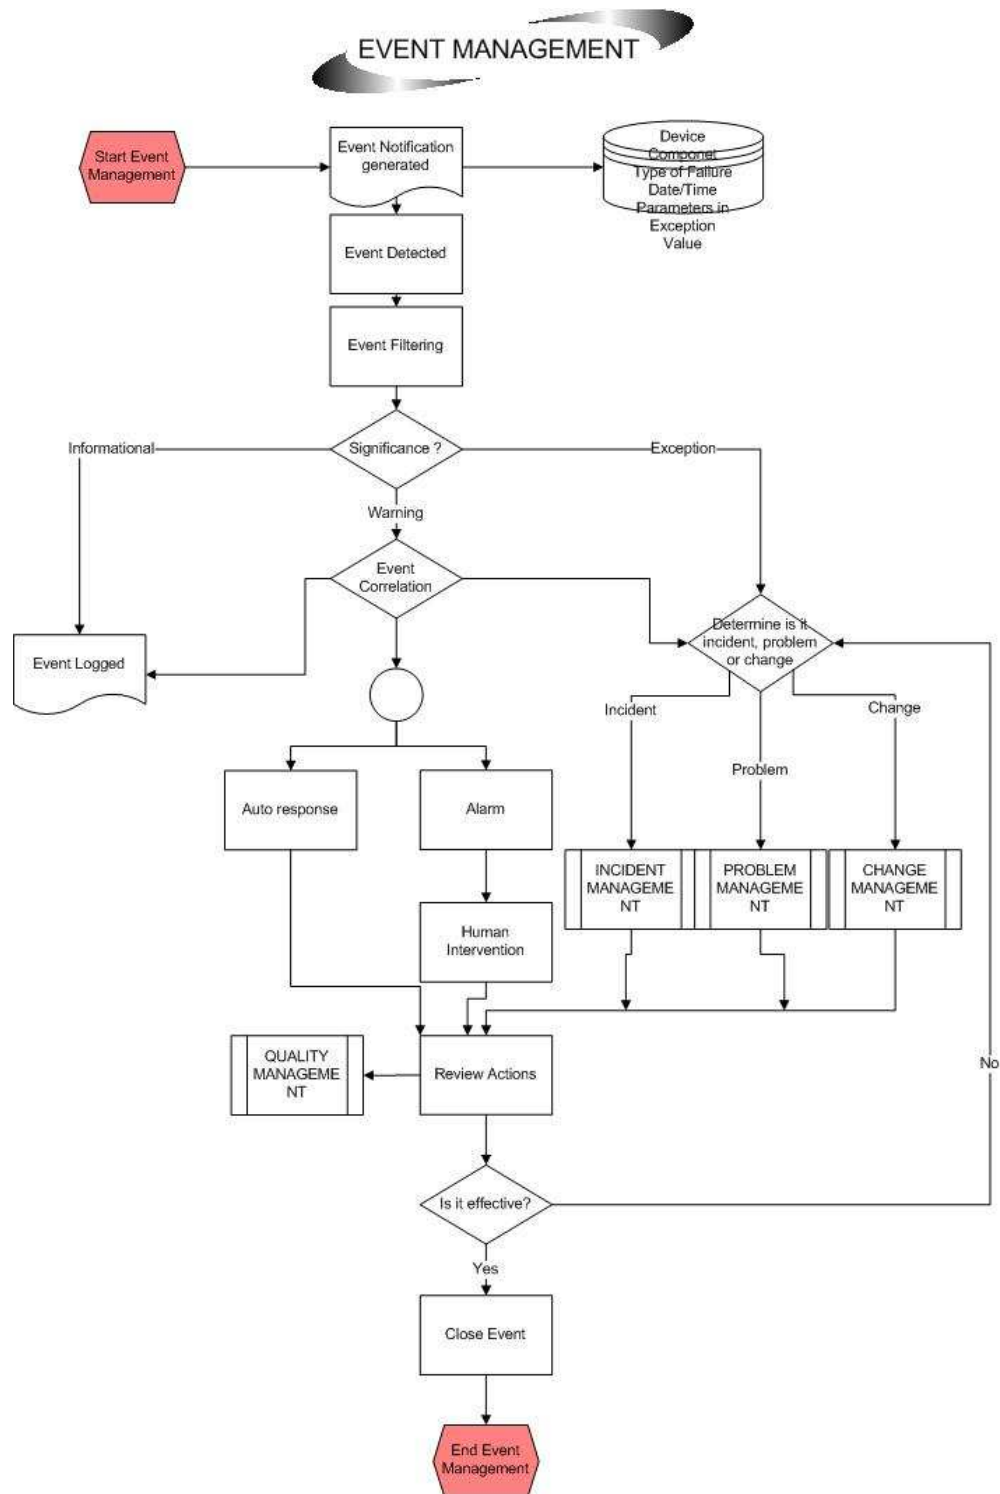 EVENT MANAGEMENT
Start Event
Management
Event Notification
generated
Device
Componet
Type of Failure
Date/Time
Parameters in
Exception
Value
Event Detected
Event Filtering
Informational
Significance ?
Exception
Warning
Event
Correlation
Determine is it
incident, problem
or change
Event Logged
Incident
Change
Problem
Auto response
Alarm
INCIDENT
MANAGEME
NT
PROBLEM
MANAGEME
NT
CHANGE
MANAGEME
NT
Human
Intervention
QUALITY
MANAGEME
NT
Review Actions
No
Is it effective?
Yes
Close Event
End Event
Management